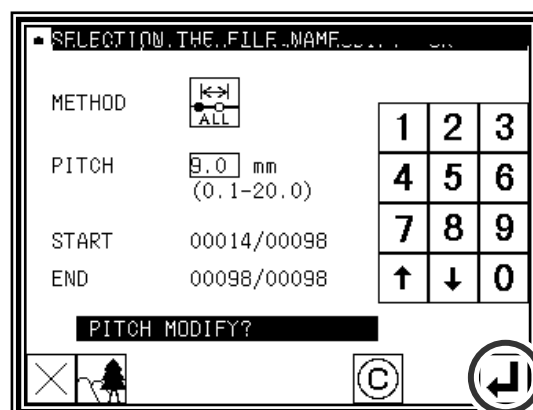 SELECTION THE FILE NAME
METHOD ALL 1 2 3
PITCH 9.0 mm 4 5 6
(0.1-20.0)
START 00014/00098 7 8 9
END 00098/00098 ↑ ↓ 0
PITCH MODIFY?
C